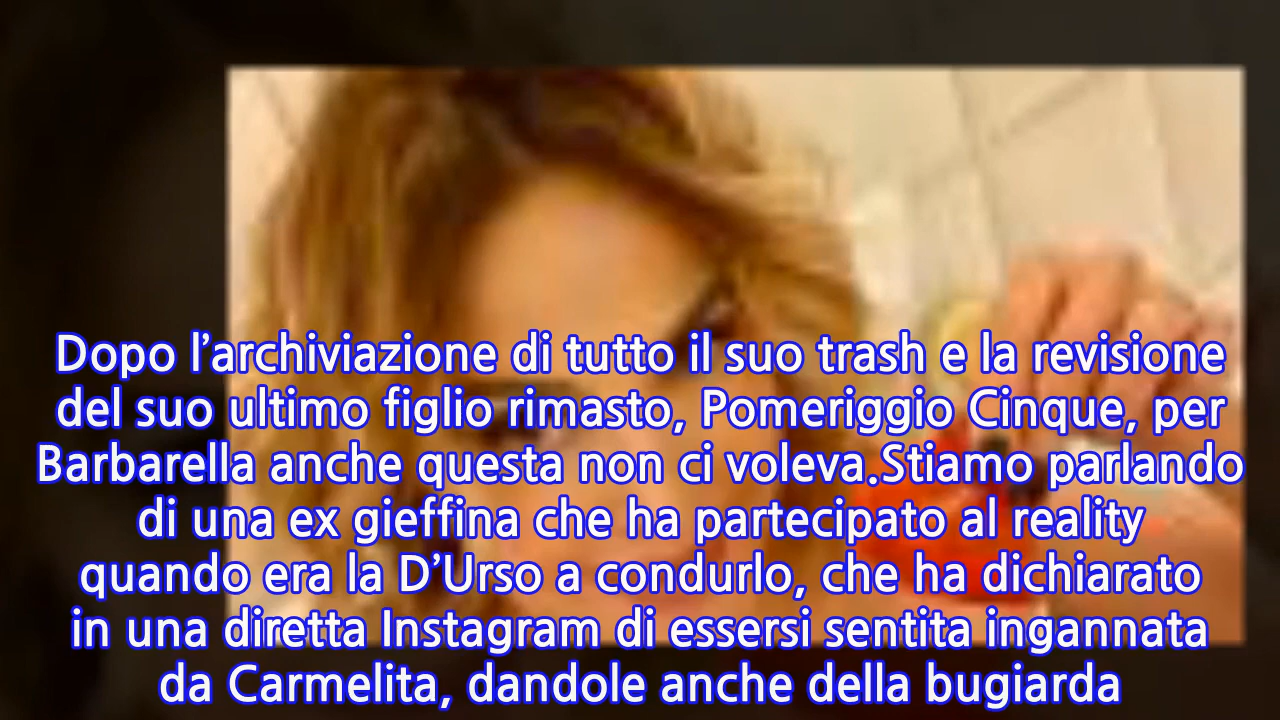 Dopo l’archiviazione di tutto il suo trash e la revisione
del suo ultimo figlio rimasto, Pomeriggio Cinque, per
Barbarella anche questa non ci voleva.Stiamo parlando
di una ex gieffina che ha partecipato al reality
quando era la D’Urso a condurlo, che ha dichiarato
in una diretta Instagram di essersi sentita ingannata
da Carmelita, dandole anche della bugiarda